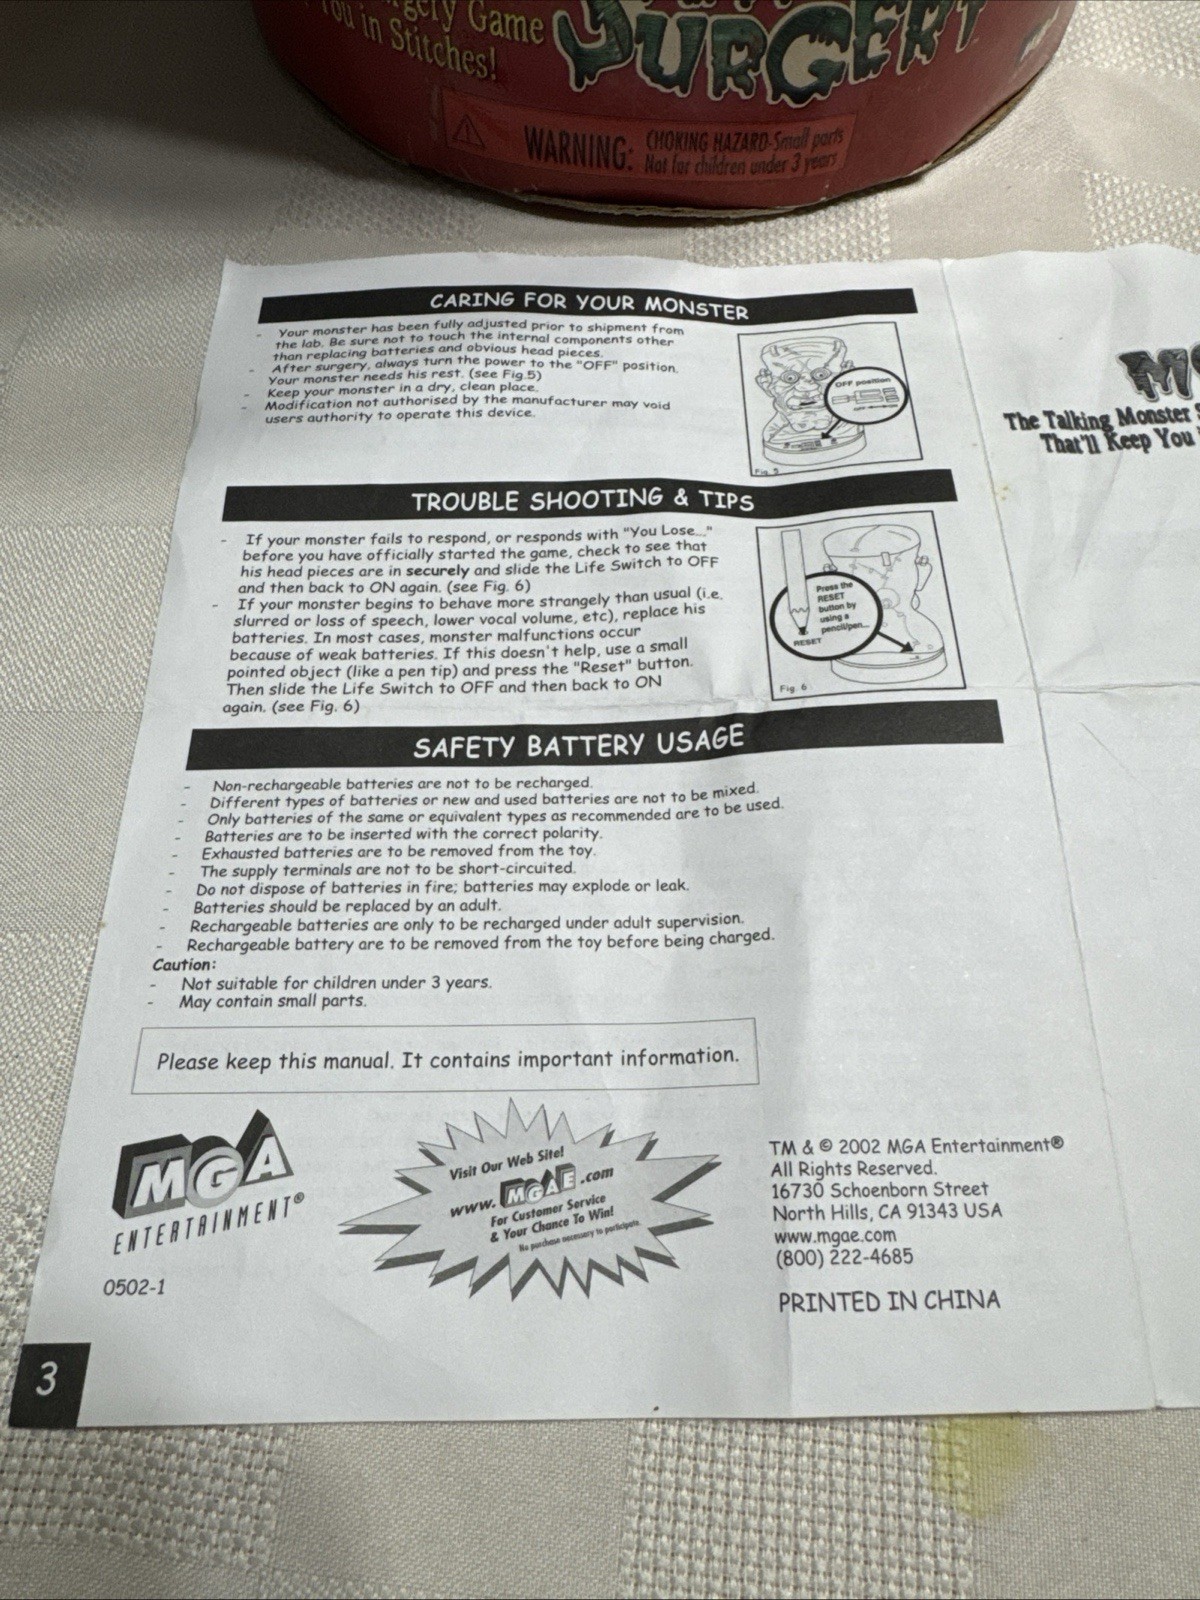 gery Game
You in Stitches!
SURGERY
WARNING: CHOKING HAZARD-Small parts
Not for children under 3 years
CARING FOR YOUR MONSTER
- Your monster has been fully adjusted prior to shipment from
the lab. Be sure not to touch the internal components other
than replacing batteries and obvious head pieces.
- After surgery, always turn the power to the "OFF" position.
Your monster needs his rest. (see Fig.5)
- Keep your monster in a dry, clean place.
- Modification not authorised by the manufacturer may void
users authority to operate this device.
OFF position
Fig. 5
The Talking Monster
That'll Keep You
TROUBLE SHOOTING & TIPS
- If your monster fails to respond, or responds with "You Lose..."
before you have officially started the game, check to see that
his head pieces are in securely and slide the Life Switch to OFF
and then back to ON again. (see Fig. 6)
- If your monster begins to behave more strangely than usual (i.e.
slurred or loss of speech, lower vocal volume, etc), replace his
batteries. In most cases, monster malfunctions occur
because of weak batteries. If this doesn't help, use a small
pointed object (like a pen tip) and press the "Reset" button.
Then slide the Life Switch to OFF and then back to ON
again. (see Fig. 6)
Press the
RESET
button by
using a
pencil/pen...
RESET
Fig. 6
SAFETY BATTERY USAGE
- Non-rechargeable batteries are not to be recharged.
- Different types of batteries or new and used batteries are not to be mixed.
- Only batteries of the same or equivalent types as recommended are to be used.
- Batteries are to be inserted with the correct polarity.
- Exhausted batteries are to be removed from the toy.
- The supply terminals are not to be short-circuited.
- Do not dispose of batteries in fire; batteries may explode or leak.
- Batteries should be replaced by an adult.
- Rechargeable batteries are only to be recharged under adult supervision.
- Rechargeable battery are to be removed from the toy before being charged.
Caution:
- Not suitable for children under 3 years.
- May contain small parts.
Please keep this manual. It contains important information.
MGA
ENTERTAINMENT®
0502-1
Visit Our Web Site!
www.MGAE.com
For Customer Service
& Your Chance To Win!
No purchase necessary to participate.
TM & © 2002 MGA Entertainment®
All Rights Reserved.
16730 Schoenborn Street
North Hills, CA 91343 USA
www.mgae.com
(800) 222-4685
PRINTED IN CHINA
3